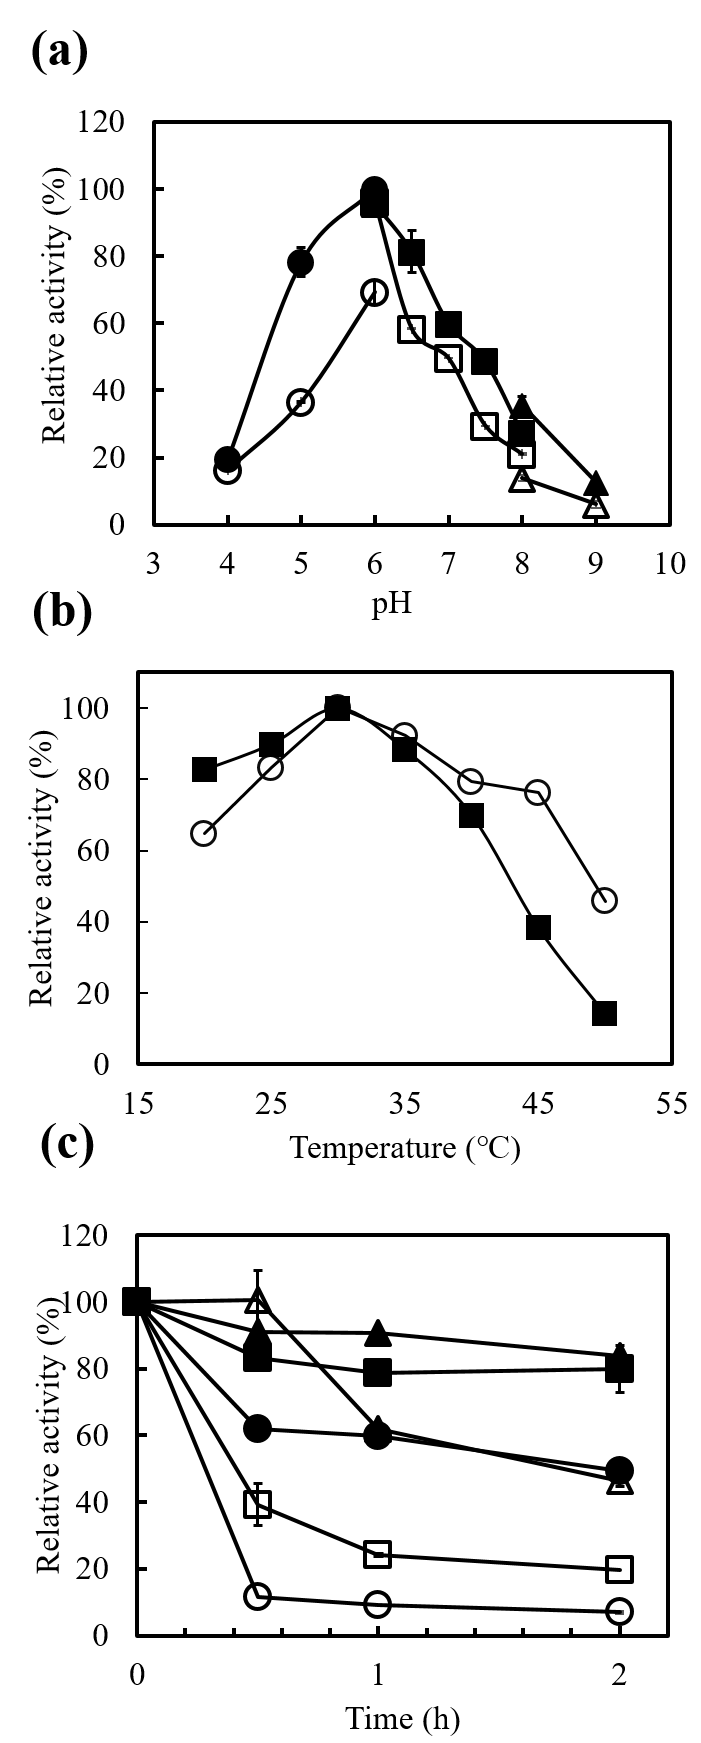 (a)
Relative activity (%)
120
100
80
60
40
20
0
3 4 5 6 7 8 9 10
pH
(b)
Relative activity (%)
100
80
60
40
20
0
15 25 35 45 55
Temperature (°C)
(c)
Relative activity (%)
120
100
80
60
40
20
0
0 1 2
Time (h)